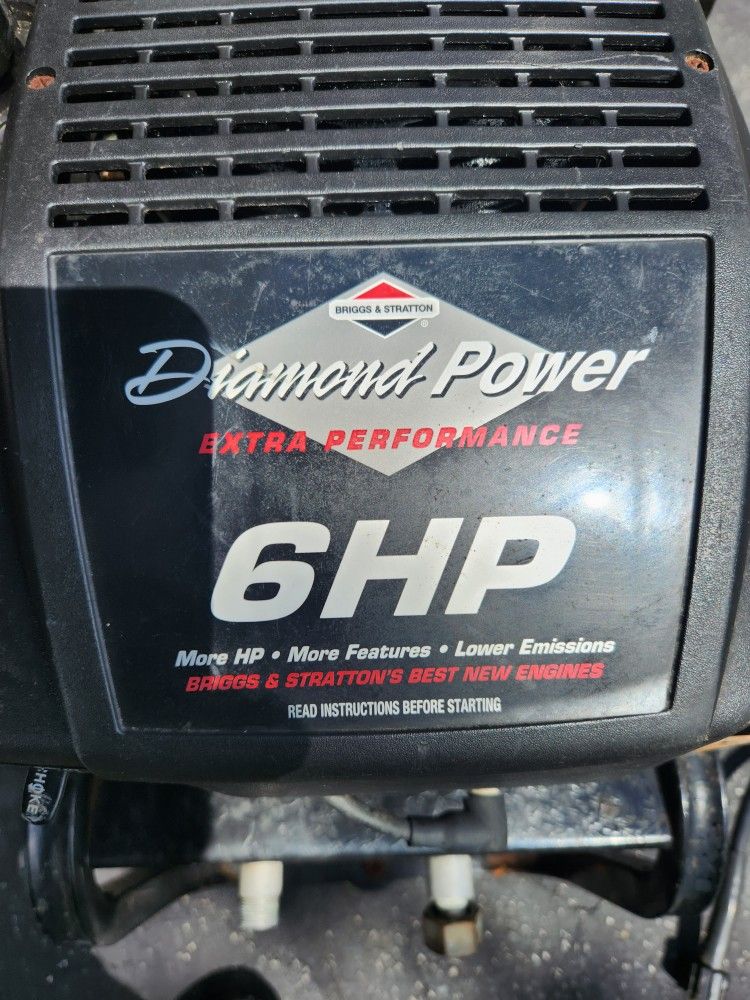 BRIGGS & STRATTON
®
Diamond Power
EXTRA PERFORMANCE
6HP
More HP • More Features • Lower Emissions
BRIGGS & STRATTON'S BEST NEW ENGINES
READ INSTRUCTIONS BEFORE STARTING
CHOKE